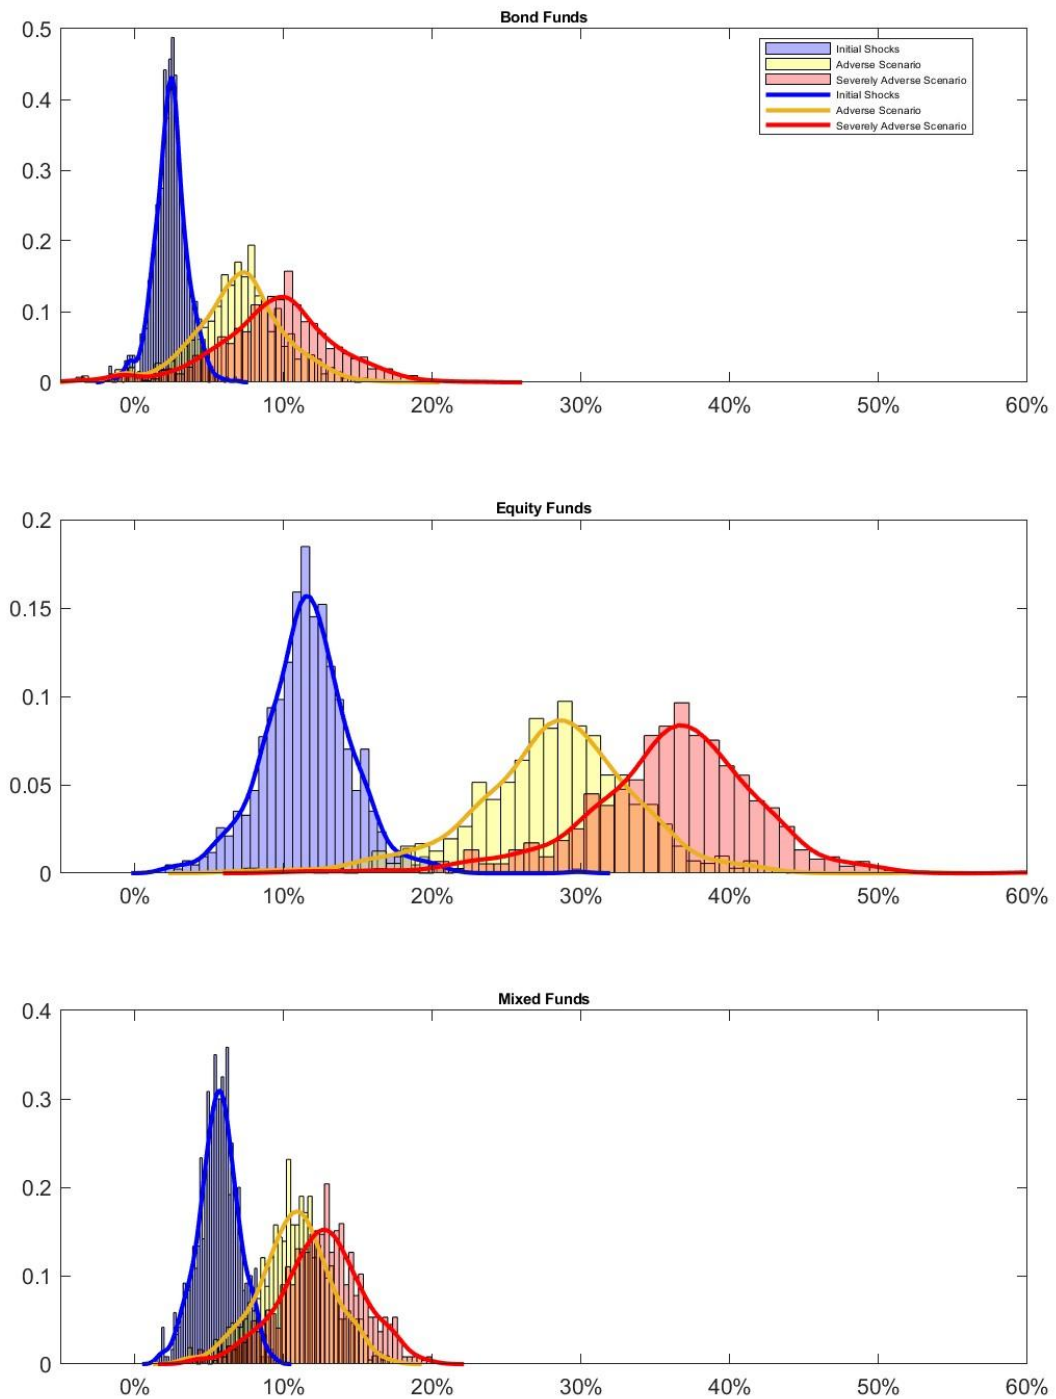 Bond Funds
0.5
0.4
0.3
0.2
0.1
0
Initial Shocks
Adverse Scenario
Severely Adverse Scenario
Initial Shocks
Adverse Scenario
Severely Adverse Scenario
0% 10% 20% 30% 40% 50% 60%
Equity Funds
0.2
0.15
0.1
0.05
0
0% 10% 20% 30% 40% 50% 60%
Mixed Funds
0.4
0.3
0.2
0.1
0
0% 10% 20% 30% 40% 50% 60%